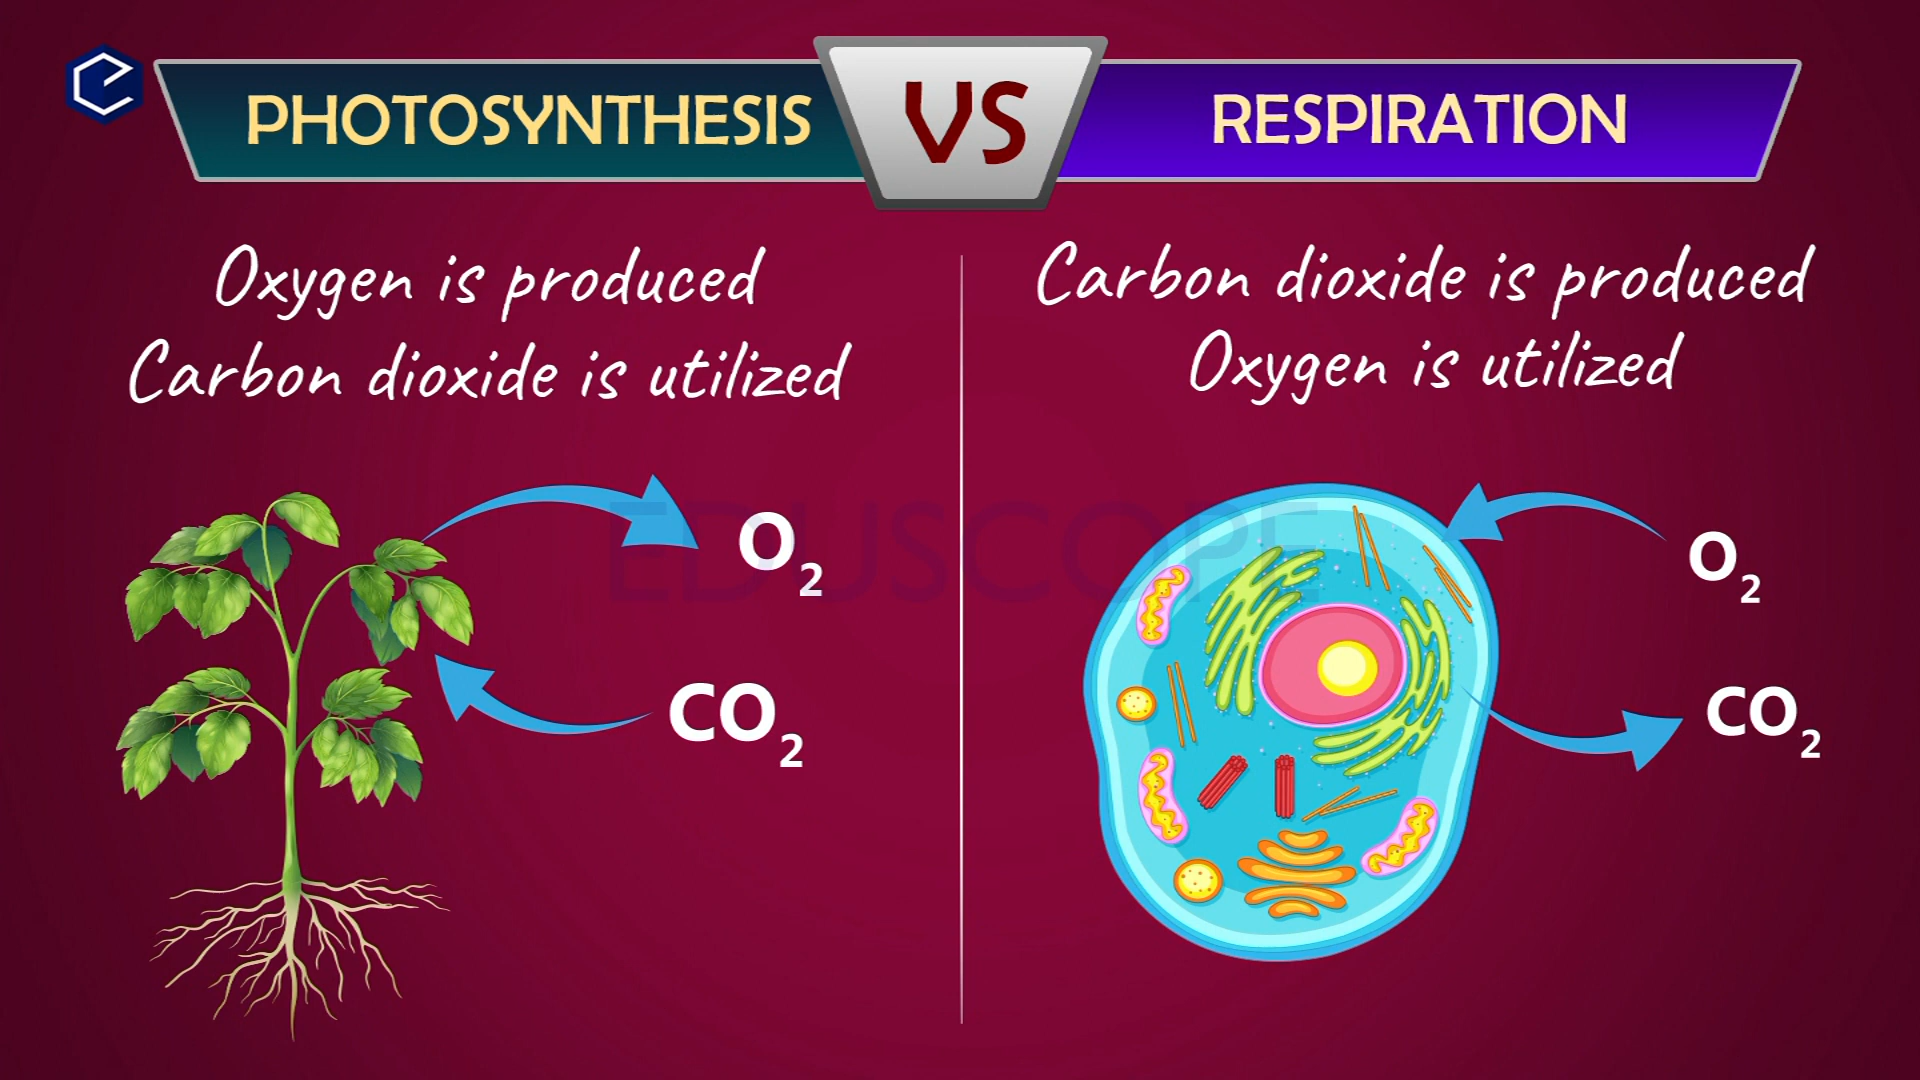 PHOTOSYNTHESIS VS RESPIRATION
Oxygen is produced
Carbon dioxide is utilized
O₂
CO₂
Carbon dioxide is produced
Oxygen is utilized
O₂
CO₂
EDUSCOPE